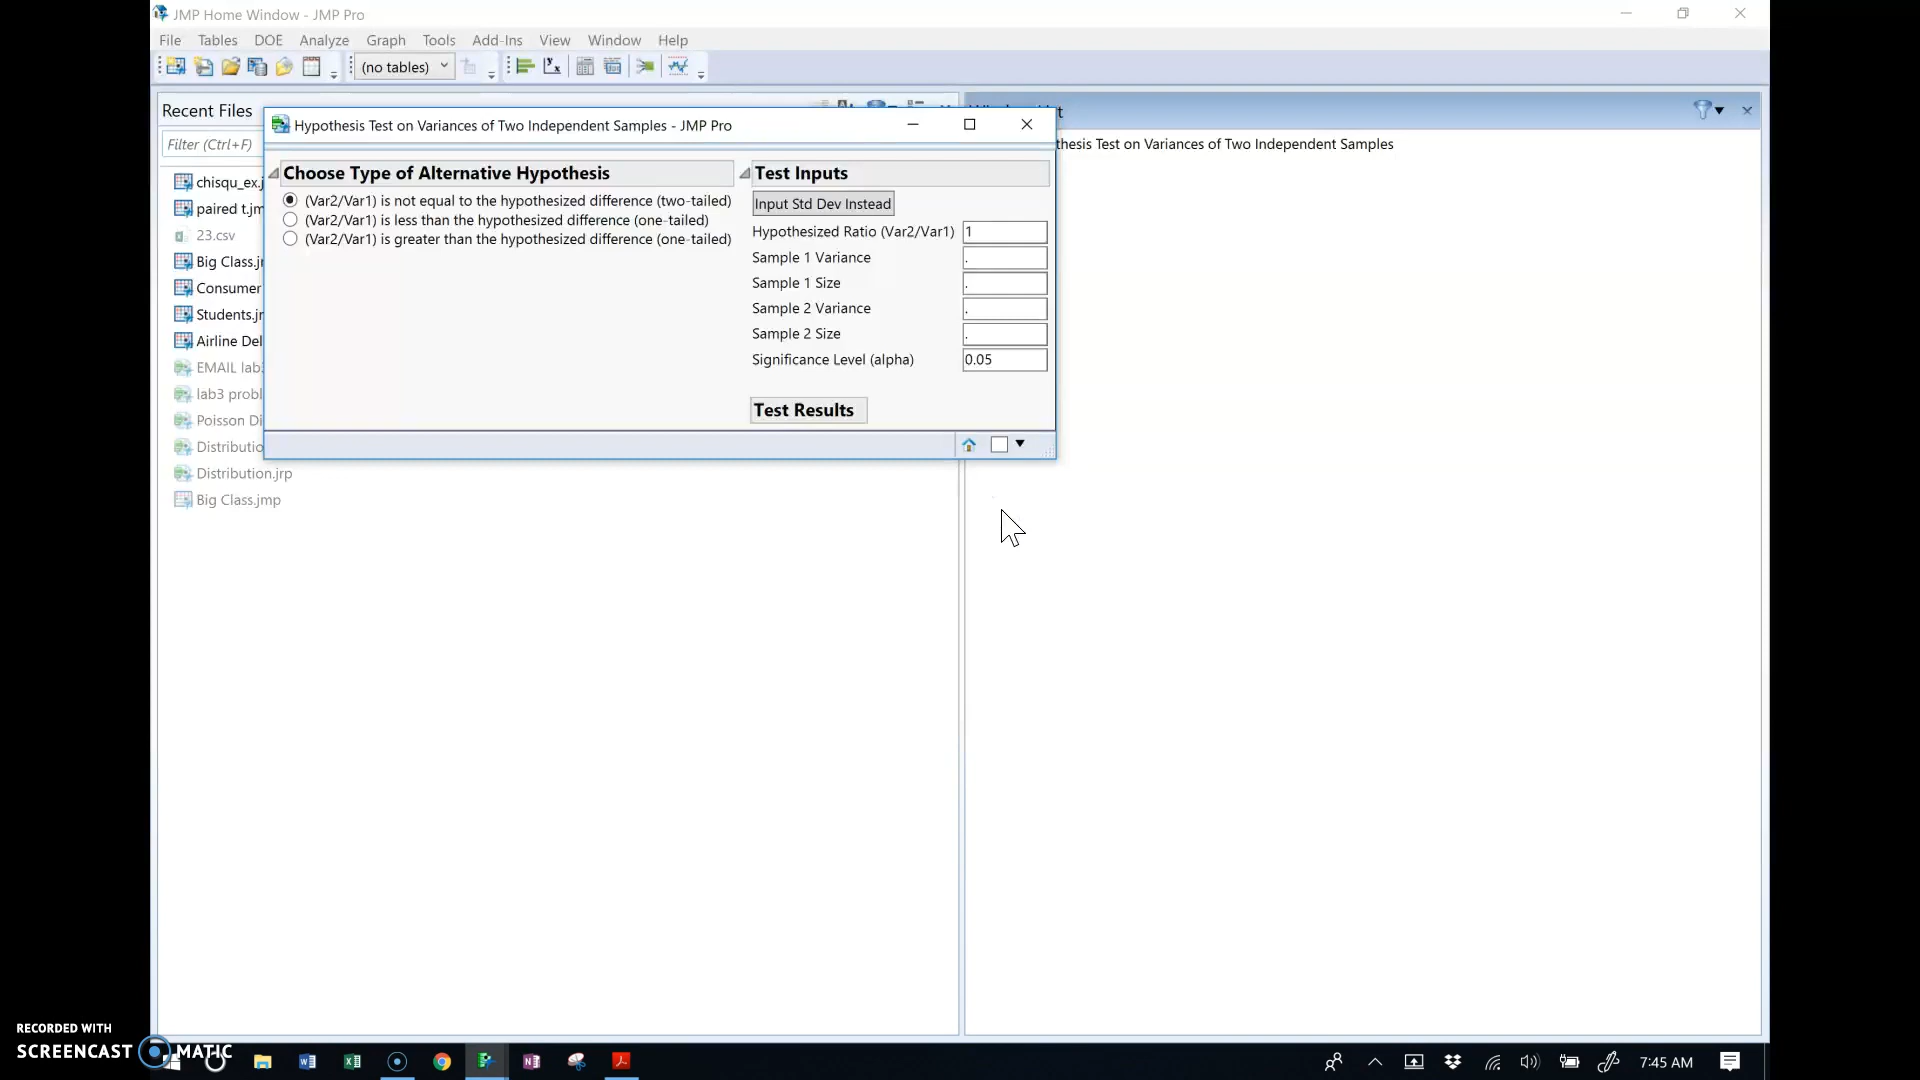 JMP Home Window - JMP Pro
File Tables DOE Analyze Graph Tools Add-Ins View Window Help
(no tables)
Recent Files
Filter (Ctrl+F)
chisqu_ex.j
paired t.jm
23.csv
Big Class.jm
Consumer
Students.jm
Airline Del
EMAIL lab3
lab3 probl
Poisson Di
Distributio
Distribution.jrp
Big Class.jmp
Hypothesis Test on Variances of Two Independent Samples - JMP Pro
Choose Type of Alternative Hypothesis
(Var2/Var1) is not equal to the hypothesized difference (two-tailed)
(Var2/Var1) is less than the hypothesized difference (one-tailed)
(Var2/Var1) is greater than the hypothesized difference (one-tailed)
Test Inputs
Input Std Dev Instead
Hypothesized Ratio (Var2/Var1) 1
Sample 1 Variance .
Sample 1 Size .
Sample 2 Variance .
Sample 2 Size .
Significance Level (alpha) 0.05
Test Results
thesis Test on Variances of Two Independent Samples
RECORDED WITH
SCREENCAST MATIC
7:45 AM